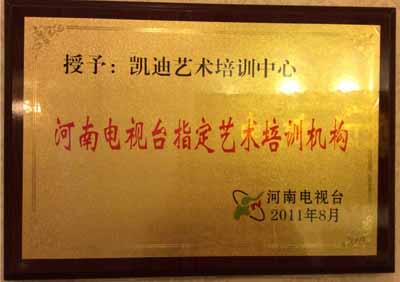 授予：凯迪艺术培训中心
河南电视台指定艺术培训机构
河南电视台
2011年8月